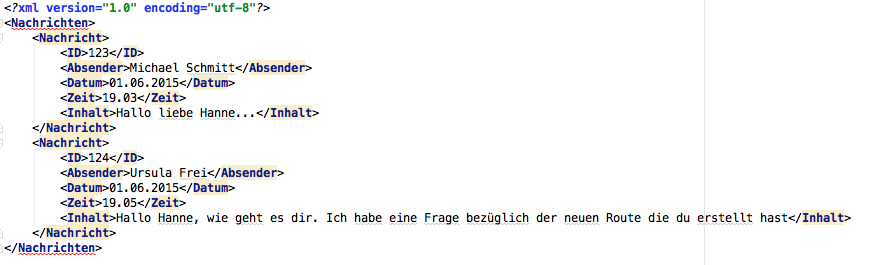 <?xml version="1.0" encoding="utf-8"?>
<Nachrichten>
<Nachricht>
<ID>123</ID>
<Absender>Michael Schmitt</Absender>
<Datum>01.06.2015</Datum>
<Zeit>19.03</Zeit>
<Inhalt>Hallo liebe Hanne...</Inhalt>
</Nachricht>
<Nachricht>
<ID>124</ID>
<Absender>Ursula Frei</Absender>
<Datum>01.06.2015</Datum>
<Zeit>19.05</Zeit>
<Inhalt>Hallo Hanne, wie geht es dir. Ich habe eine Frage bezüglich der neuen Route die du erstellt hast</Inhalt>
</Nachricht>
</Nachrichten>